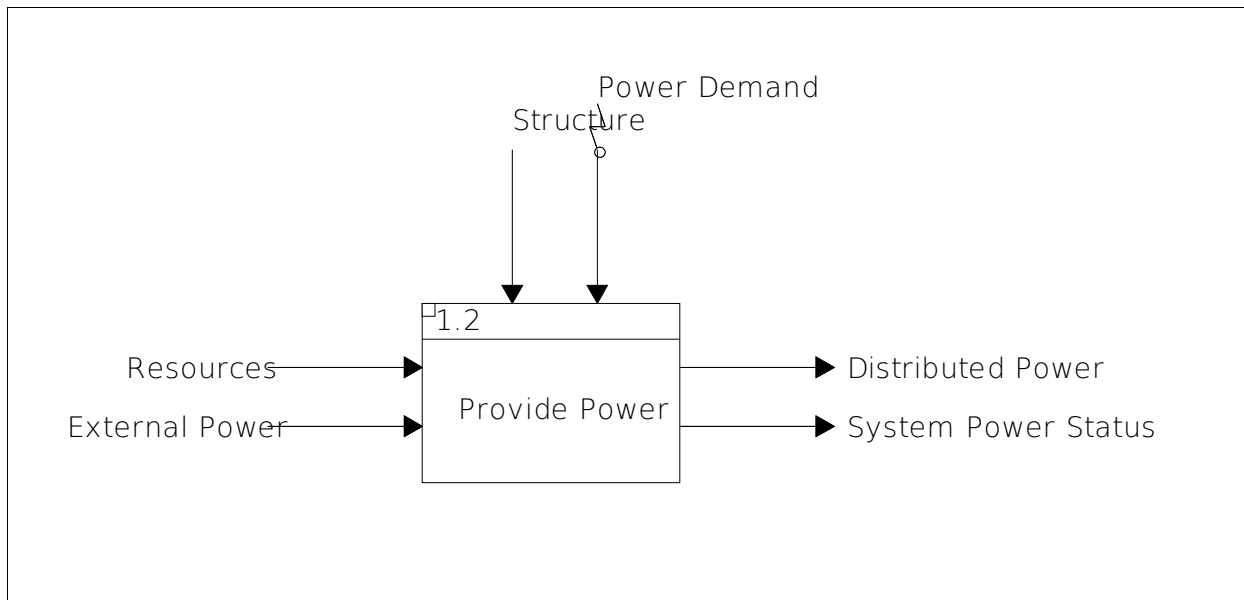 Power Demand
Structure
1.2
Resources
Distributed Power
Provide Power
External Power
System Power Status